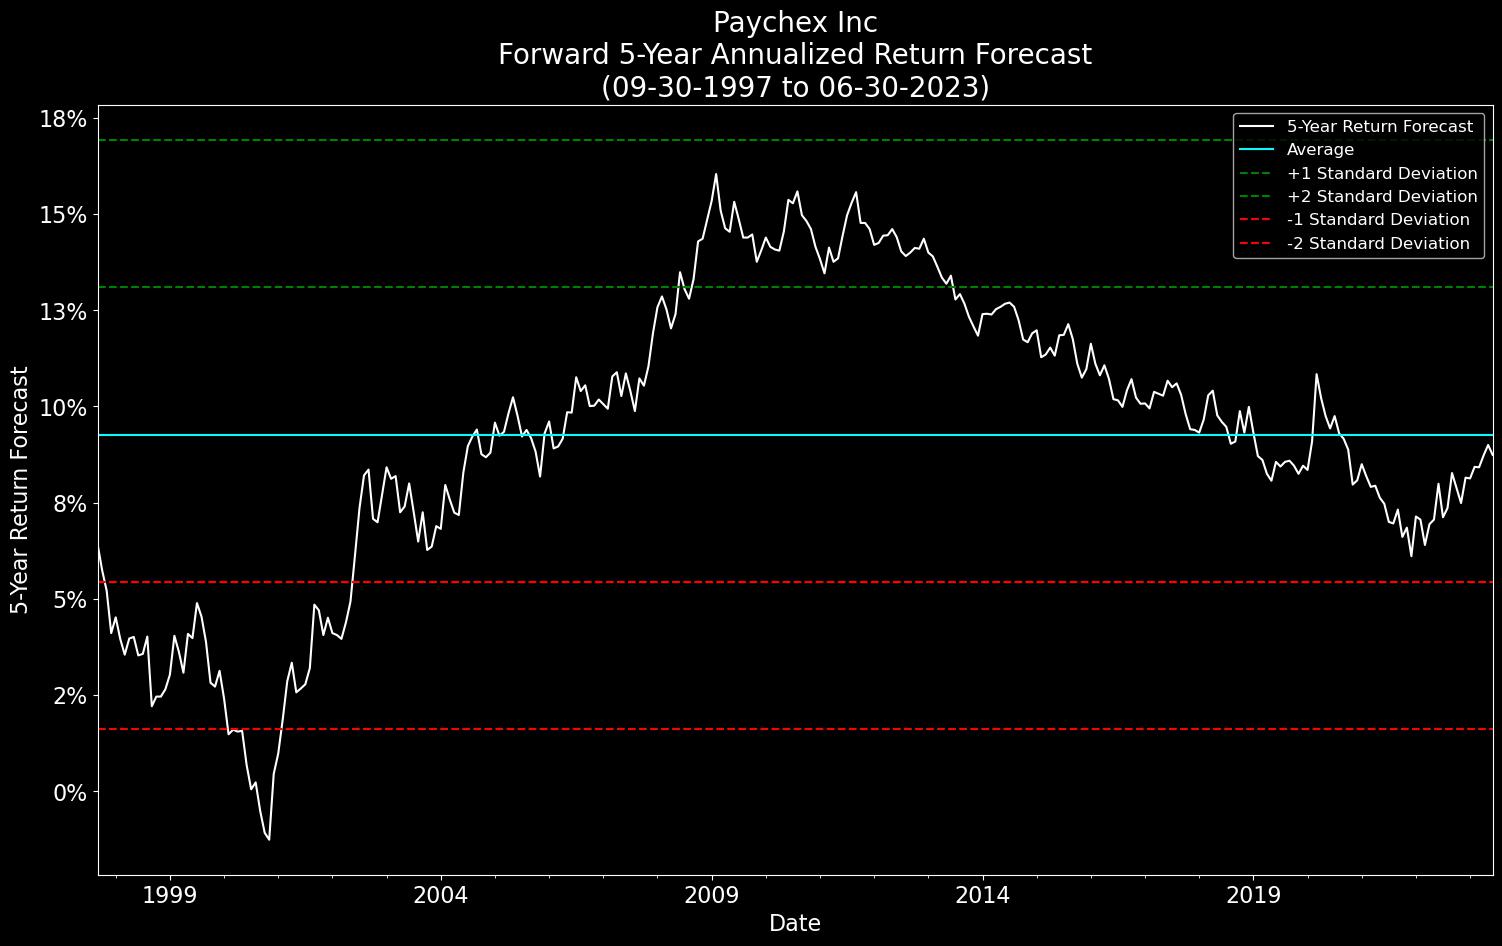 Paychex Inc
Forward 5-Year Annualized Return Forecast
(09-30-1997 to 06-30-2023)
5-Year Return Forecast
Average
+1 Standard Deviation
+2 Standard Deviation
-1 Standard Deviation
-2 Standard Deviation
18%
15%
13%
10%
8%
5%
2%
0%
5-Year Return Forecast
1999
2004
2009
2014
2019
Date